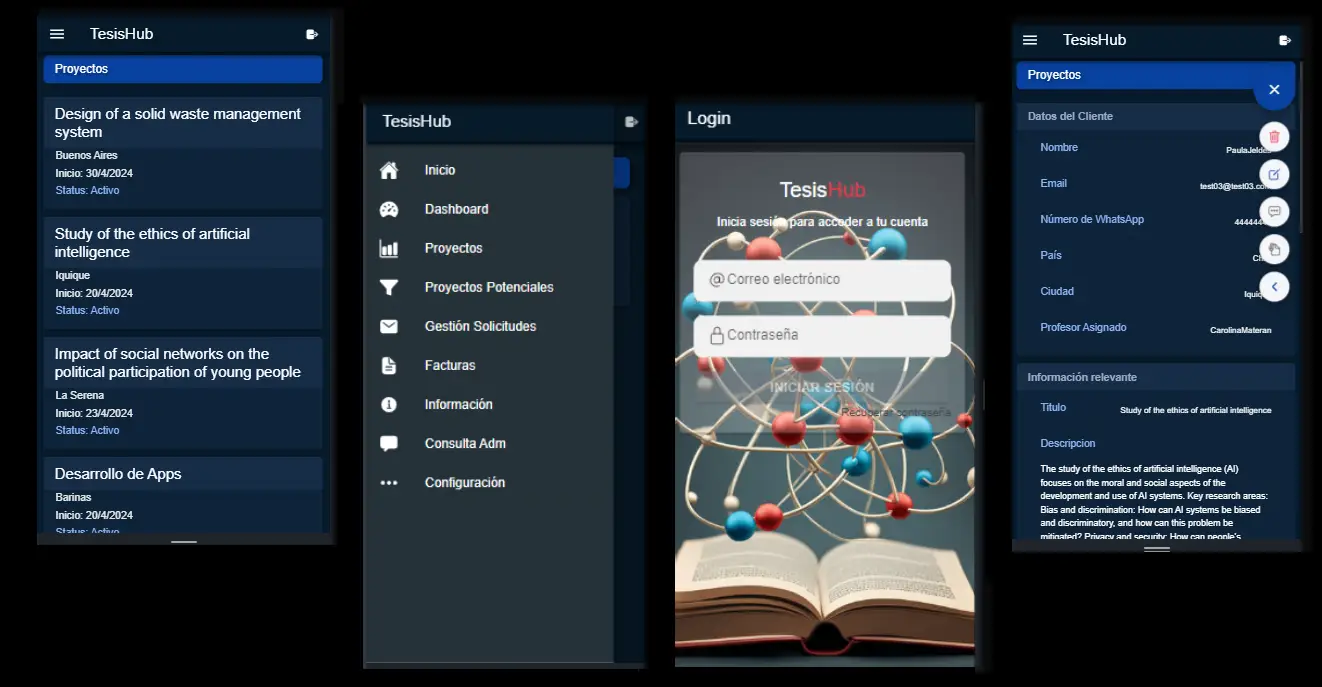 TesisHub
Proyectos
Design of a solid waste management
system
Buenos Aires
Inicio: 30/4/2024
Status: Activo
Study of the ethics of artificial
intelligence
Iquique
Inicio: 20/4/2024
Status: Activo
Impact of social networks on the
political participation of young people
La Serena
Inicio: 23/4/2024
Status: Activo
Desarrollo de Apps
Barinas
Inicio: 20/4/2024
Status: Activo
TesisHub
Inicio
Dashboard
Proyectos
Proyectos Potenciales
Gestión Solicitudes
Facturas
Información
Consulta Adm
Configuración
Login
TesisHub
Inicia sesión para acceder a tu cuenta
Correo electrónico
Contraseña
INICIAR SESIÓN
Recuperar contraseña
TesisHub
Proyectos
Datos del Cliente
Nombre
PaulaJeldes
Email
test03@test03.co
Número de WhatsApp
444444
País
Ciudad
Iquiq
Profesor Asignado
CarolinaMateran
Información relevante
Titulo
Study of the ethics of artificial intelligence
Descripcion
The study of the ethics of artificial intelligence (AI)
focuses on the moral and social aspects of the
development and use of AI systems. Key research areas:
Bias and discrimination: How can AI systems be biased
and discriminatory, and how can this problem be
mitigated? Privacy and security: How can people's